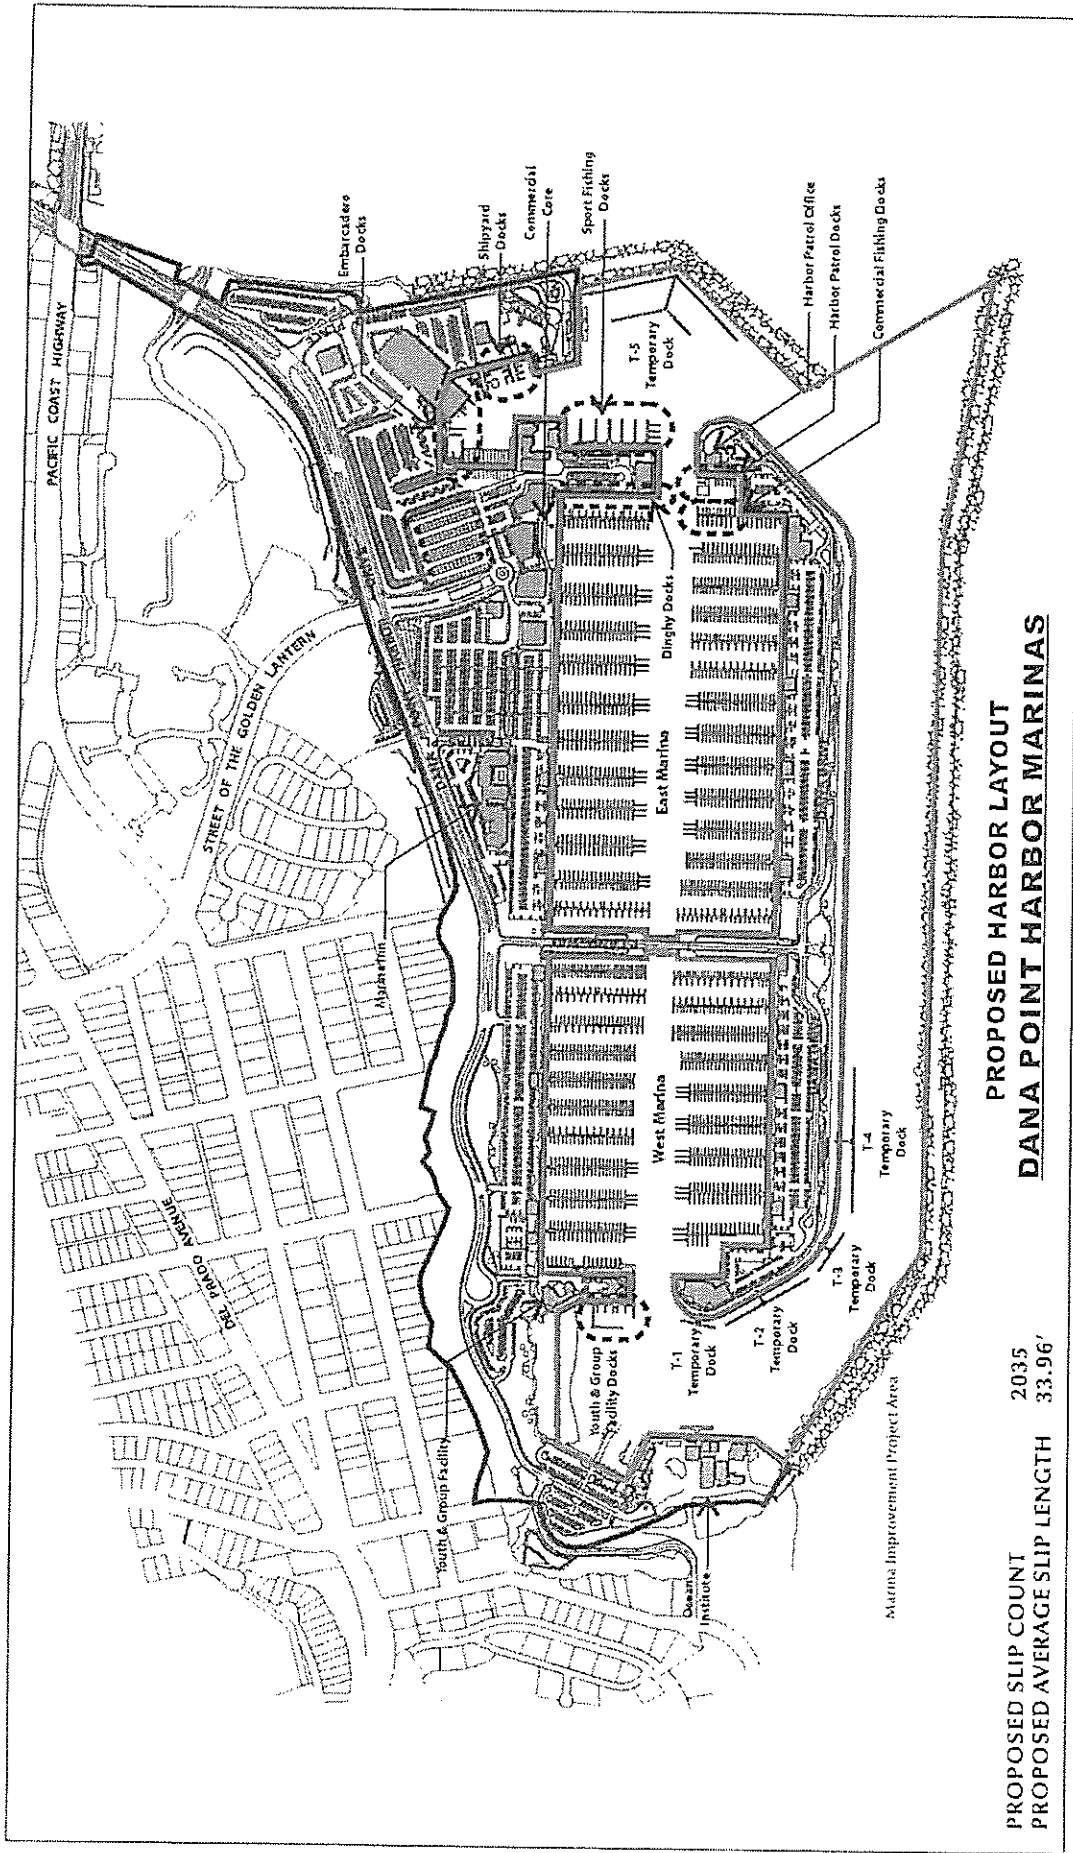 PACIFIC COAST HIGHWAY
STREET OF THE GOLDEN LANTERN
DEL PRADO AVENUE
Embarcadero
Docks
Shipyard
Docks
Commercial
Core
Sport Fishing
Docks
Harbor Patrol Office
Harbor Patrol Docks
Commercial Fishing Docks
T-5
Temporary
Dock
Dinghy Docks
East Marina
Marina Inn
West Marina
Youth & Group Facility
Youth & Group
Facility Docks
T-1
Temporary
Dock
T-2
Temporary
Dock
T-3
Temporary
Dock
T-4
Temporary
Dock
Ocean
Institute
Marina Improvement Project Area
PROPOSED HARBOR LAYOUT
DANA POINT HARBOR MARINAS
PROPOSED SLIP COUNT 2035
PROPOSED AVERAGE SLIP LENGTH 33.96'